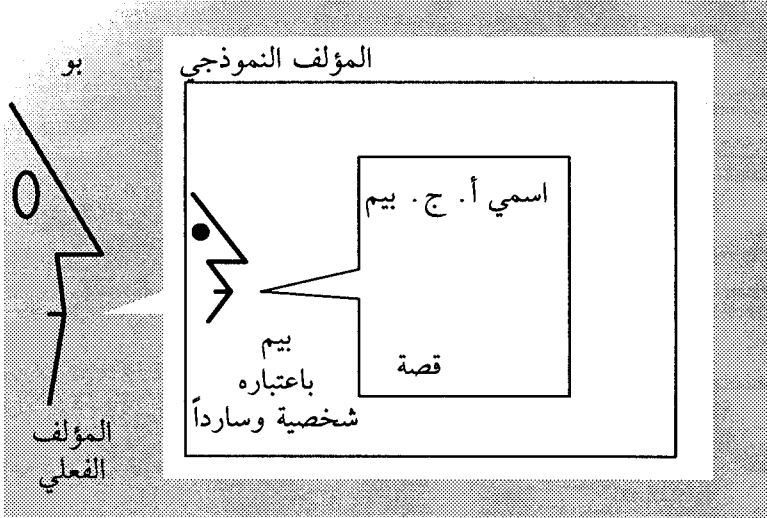 بو
المؤلف النموذجي
اسمي أ. ج. بيم
قصة
بيم
باعتباره
شخصية وسارداً
المؤلف
الفعلي